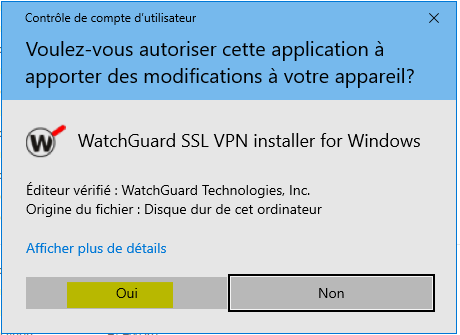 Contrôle de compte d'utilisateur
Voulez-vous autoriser cette application à
apporter des modifications à votre appareil?
WatchGuard SSL VPN installer for Windows
Éditeur vérifié : WatchGuard Technologies, Inc.
Origine du fichier : Disque dur de cet ordinateur
Afficher plus de détails
Oui
Non